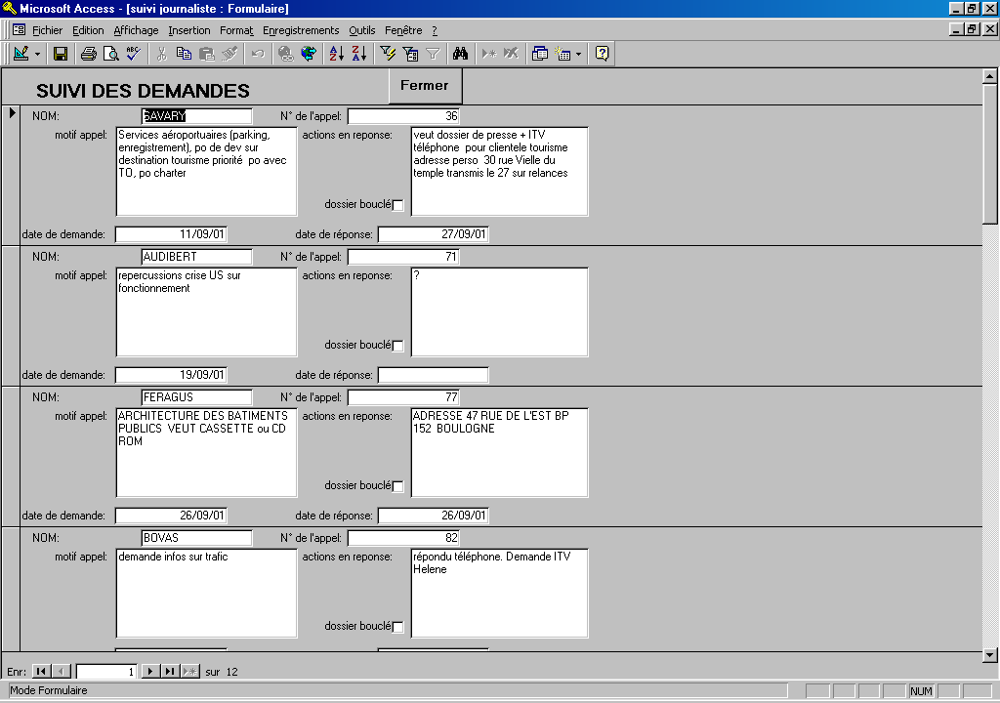 Microsoft Access - [suivi journaliste : Formulaire]
Fichier Edition Affichage Insertion Format Enregistrements Outils Fenêtre ?
SUIVI DES DEMANDES
Fermer
NOM: SAVARY N° de l'appel: 36
motif appel: Services aéroportuaires (parking, actions en reponse: veut dossier de presse + ITV
enregistrement), po de dev sur téléphone pour clientele tourisme
destination tourisme priorité po avec adresse perso 30 rue Vielle du
TO, po charter temple transmis le 27 sur relances
dossier bouclé
date de demande: 11/09/01 date de réponse: 27/09/01
NOM: AUDIBERT N° de l'appel: 71
motif appel: repercussions crise US sur actions en reponse: ?
fonctionnement
dossier bouclé
date de demande: 19/09/01 date de réponse:
NOM: FERAGUS N° de l'appel: 77
motif appel: ARCHITECTURE DES BATIMENTS actions en reponse: ADRESSE 47 RUE DE L'EST BP
PUBLICS VEUT CASSETTE ou CD 152 BOULOGNE
ROM
dossier bouclé
date de demande: 26/09/01 date de réponse: 26/09/01
NOM: BOVAS N° de l'appel: 82
motif appel: demande infos sur trafic actions en reponse: répondu téléphone. Demande ITV
Helene
dossier bouclé
Enr: 1 sur 12
Mode Formulaire NUM